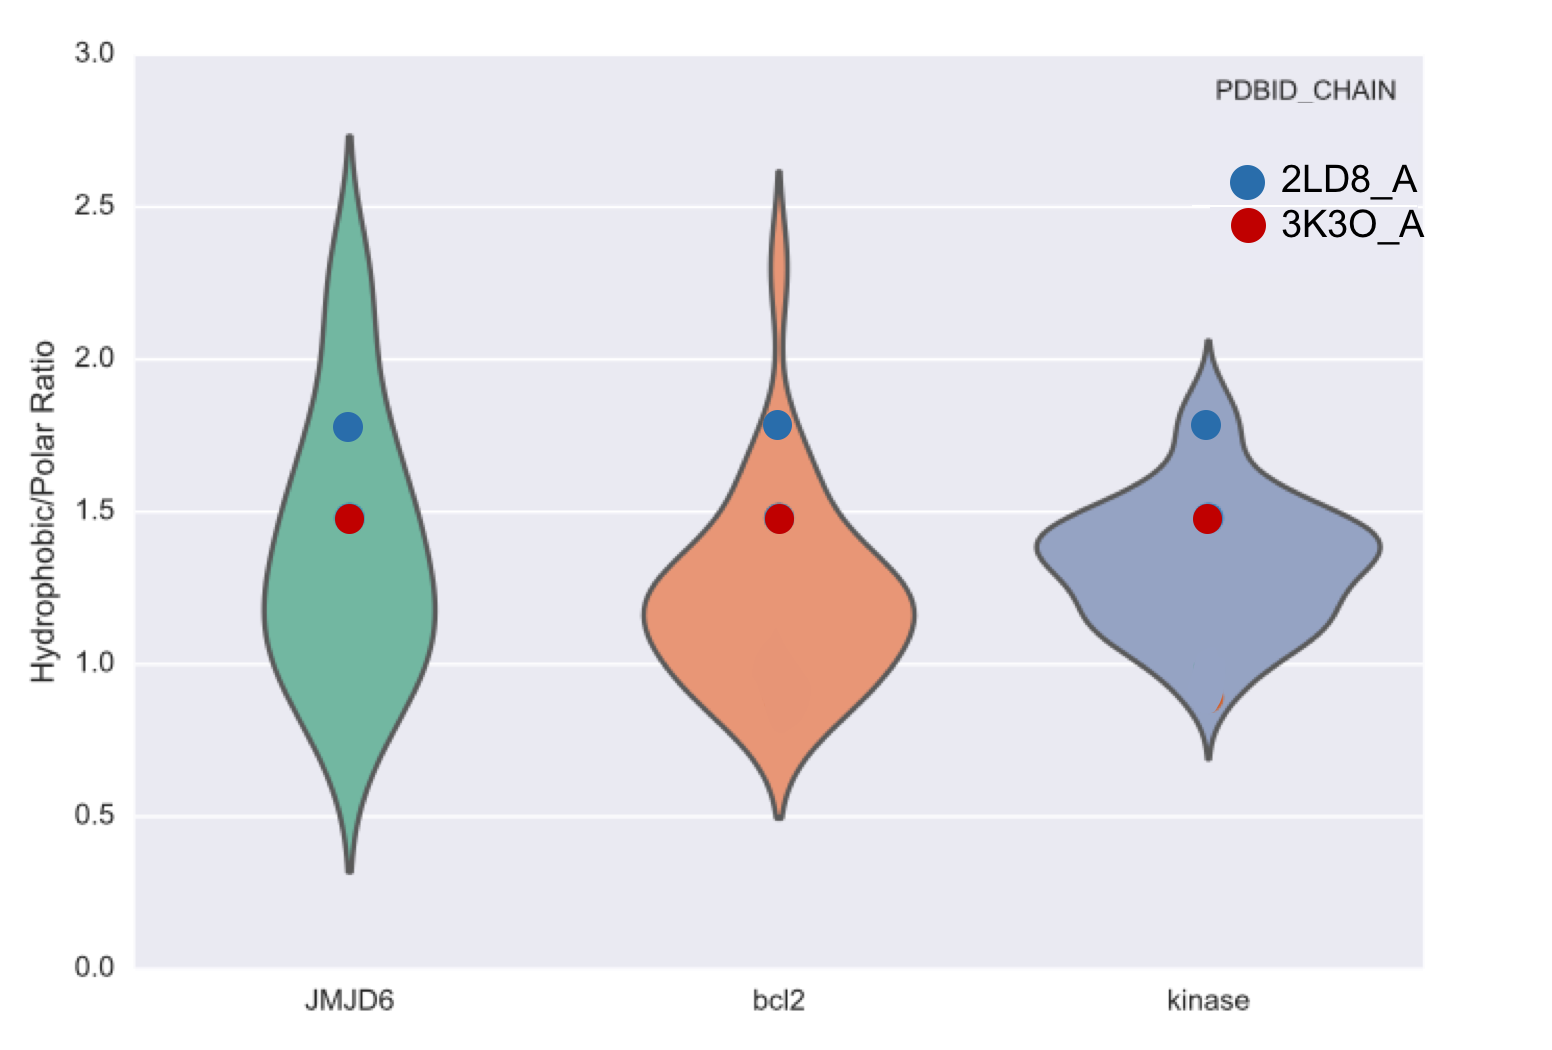 3.0
PDBID_CHAIN
2LD8_A
2.5
3K3O_A
2.0
Hydrophobic/Polar Ratio
1.5
1.0
0.5
0.0
JMJD6 bcl2 kinase